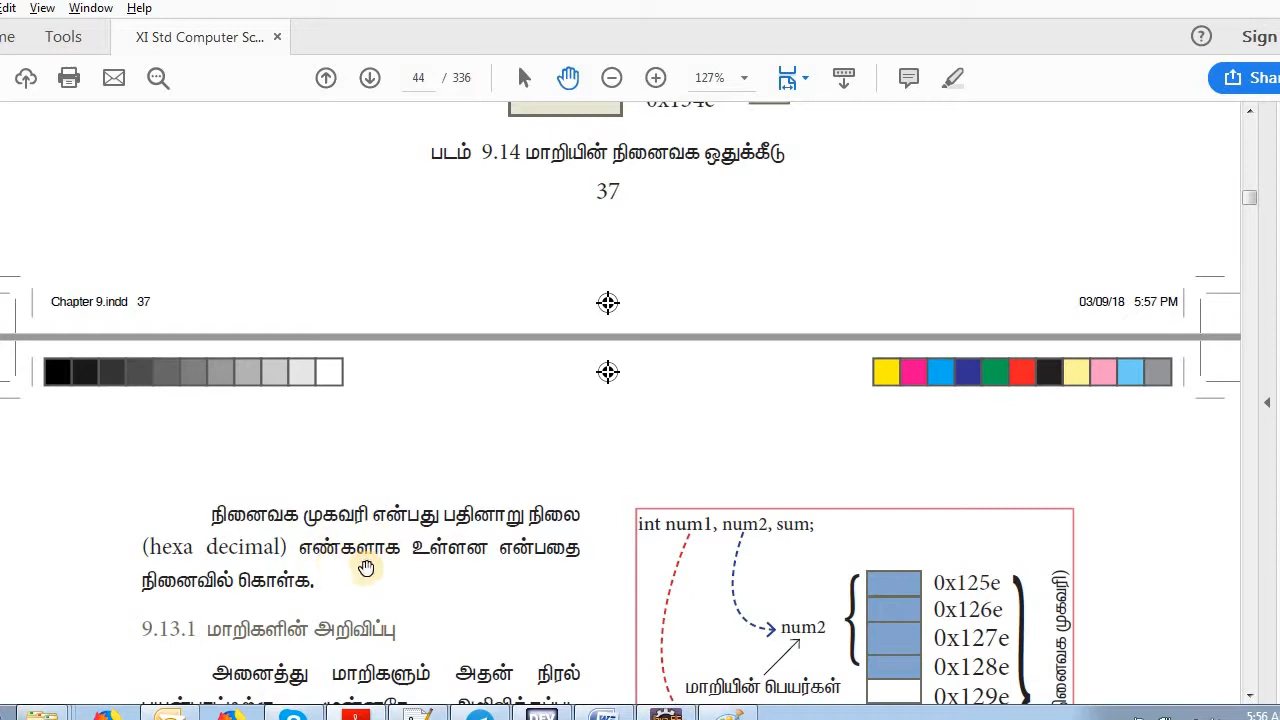 Edit View Window Help
Tools XI Std Computer Sc... × ? Sign
44 / 336 127%
0x134e
படம் 9.14 மாறியின் நினைவக ஒதுக்கீடு
37
Chapter 9.indd 37
03/09/18 5:57 PM
நினைவக முகவரி என்பது பதினாறு நிலை
(hexa decimal) எண்களாக உள்ளன என்பதை
நினைவில் கொள்க.
9.13.1 மாறிகளின் அறிவிப்பு
அனைத்து மாறிகளும் அதன் நிரல்
int num1, num2, sum;
0x125e
0x126e
num2
0x127e
0x128e
மாறியின் பெயர்கள்
0x129e
DEV